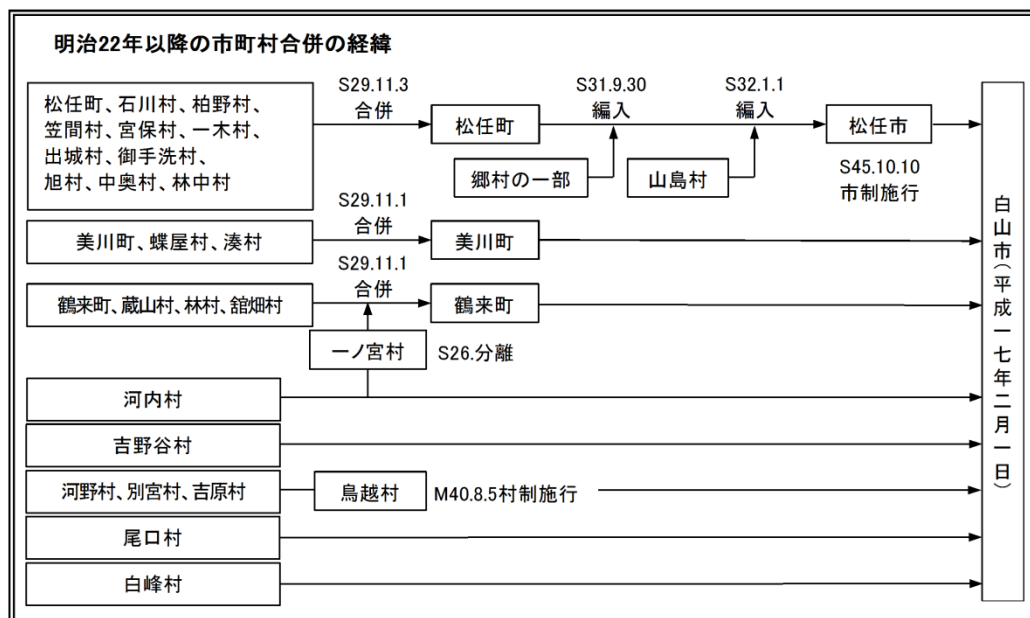 明治22年以降の市町村合併の経緯
松任町、石川村、柏野村、
笠間村、宮保村、一木村、
出城村、御手洗村、
旭村、中奥村、林中村
S29.11.3
合併
松任町
S31.9.30
編入
郷村の一部
S32.1.1
編入
山島村
松任市
S45.10.10
市制施行
美川町、蝶屋村、湊村
S29.11.1
合併
美川町
鶴来町、蔵山村、林村、舘畑村
S29.11.1
合併
鶴来町
一ノ宮村
S26.分離
河内村
吉野谷村
河野村、別宮村、吉原村
鳥越村
M40.8.5村制施行
尾口村
白峰村
白山市(平成一七年二月一日)